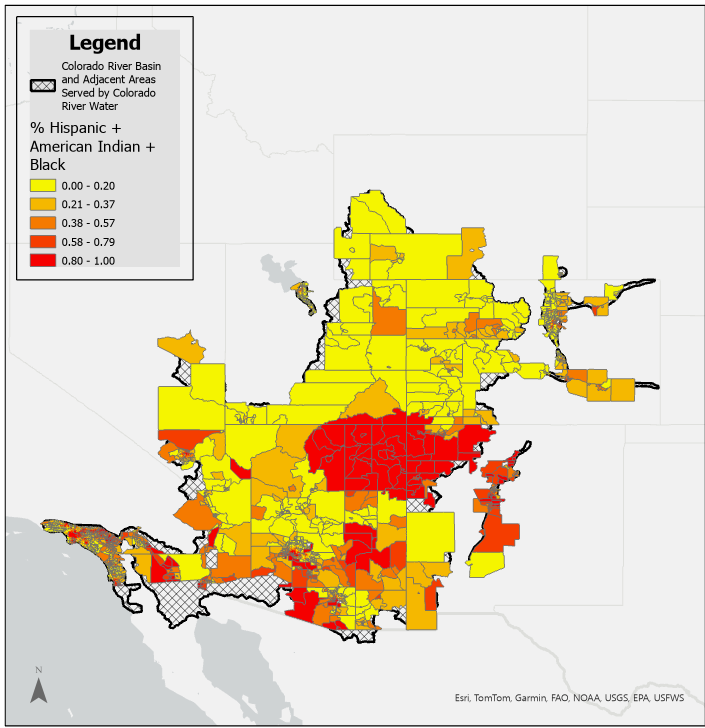 Legend
Colorado River Basin
and Adjacent Areas
Served by Colorado
River Water
% Hispanic +
American Indian +
Black
0.00 - 0.20
0.21 - 0.37
0.38 - 0.57
0.58 - 0.79
0.80 - 1.00
N
Esri, TomTom, Garmin, FAO, NOAA, USGS, EPA, USFWS